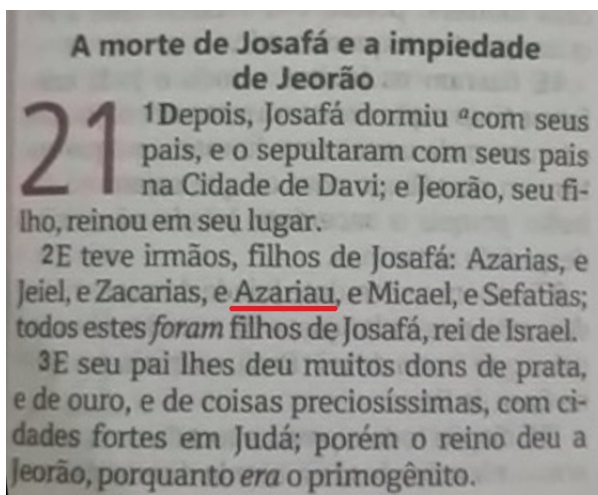 A morte de Josafá e a impiedade
de Jeorão
21 1Depois, Josafá dormiu ªcom seus
pais, e o sepultaram com seus pais
na Cidade de Davi; e Jeorão, seu fi-
lho, reinou em seu lugar.
2E teve irmãos, filhos de Josafá: Azarias, e
Jeiel, e Zacarias, e Azariau, e Micael, e Sefatias;
todos estes foram filhos de Josafá, rei de Israel.
3E seu pai lhes deu muitos dons de prata,
e de ouro, e de coisas preciosíssimas, com ci-
dades fortes em Judá; porém o reino deu a
Jeorão, porquanto era o primogênito.